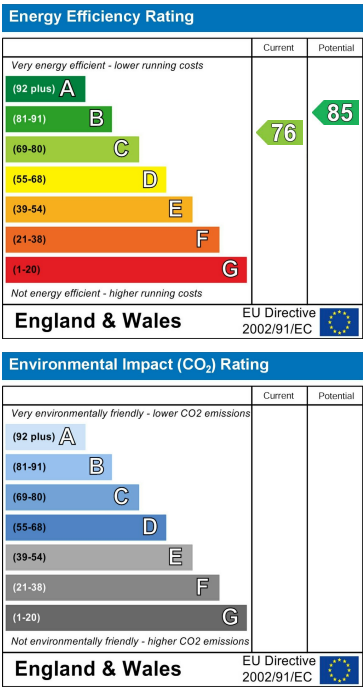 Energy Efficiency Rating
Current Potential
Very energy efficient - lower running costs
(92 plus) A
(81-91) B
(69-80) C
(55-68) D
(39-54) E
(21-38) F
(1-20) G
76
85
Not energy efficient - higher running costs
England & Wales
EU Directive
2002/91/EC
Environmental Impact (CO₂) Rating
Current Potential
Very environmentally friendly - lower CO2 emissions
(92 plus) A
(81-91) B
(69-80) C
(55-68) D
(39-54) E
(21-38) F
(1-20) G
Not environmentally friendly - higher CO2 emissions
England & Wales
EU Directive
2002/91/EC